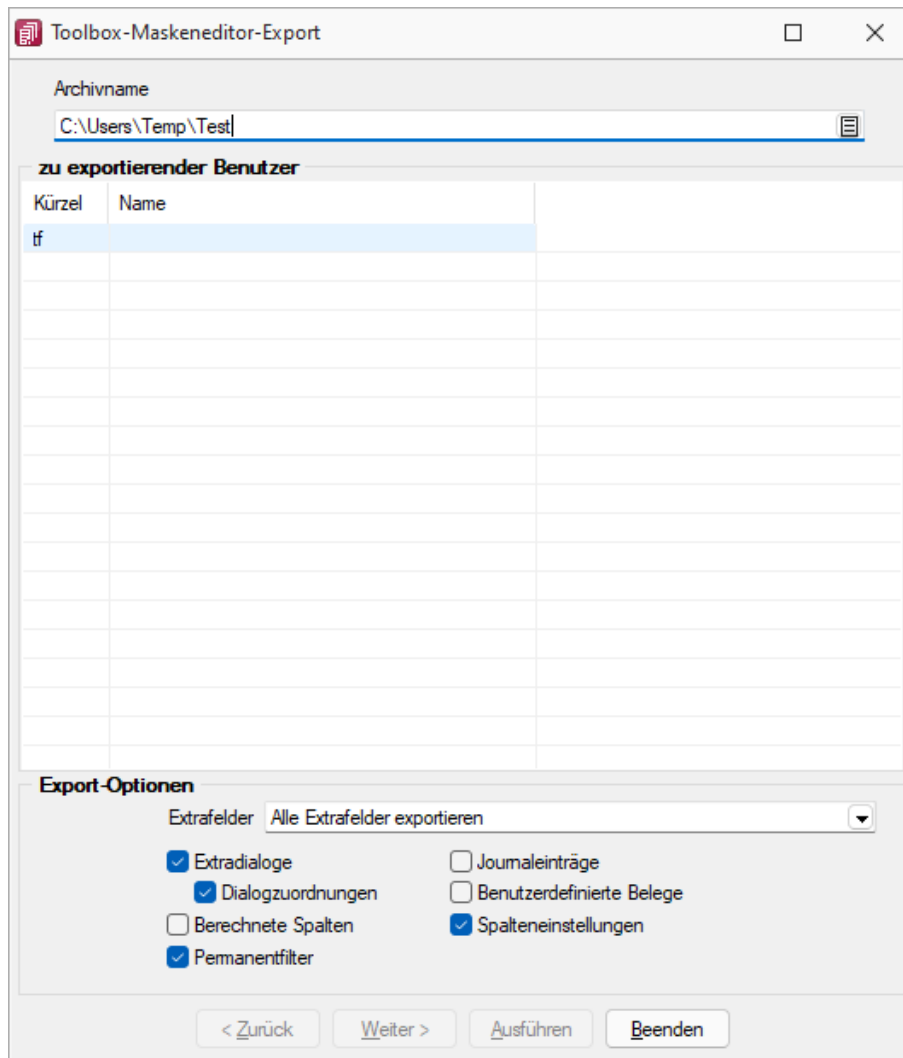 Toolbox-Maskeneditor-Export
Archivname
C:\Users\Temp\Test
zu exportierender Benutzer
Kürzel Name
tf
Export-Optionen
Extrafelder Alle Extrafelder exportieren
Extradialoge Journaleinträge
Dialogzuordnungen Benutzerdefinierte Belege
Berechnete Spalten Spalteneinstellungen
Permanentfilter
< Zurück Weiter > Ausführen Beenden